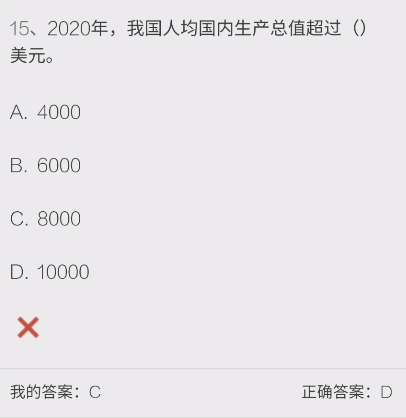 15、2020年，我国人均国内生产总值超过（）
美元。
A. 4000
B. 6000
C. 8000
D. 10000
我的答案：C
正确答案：D